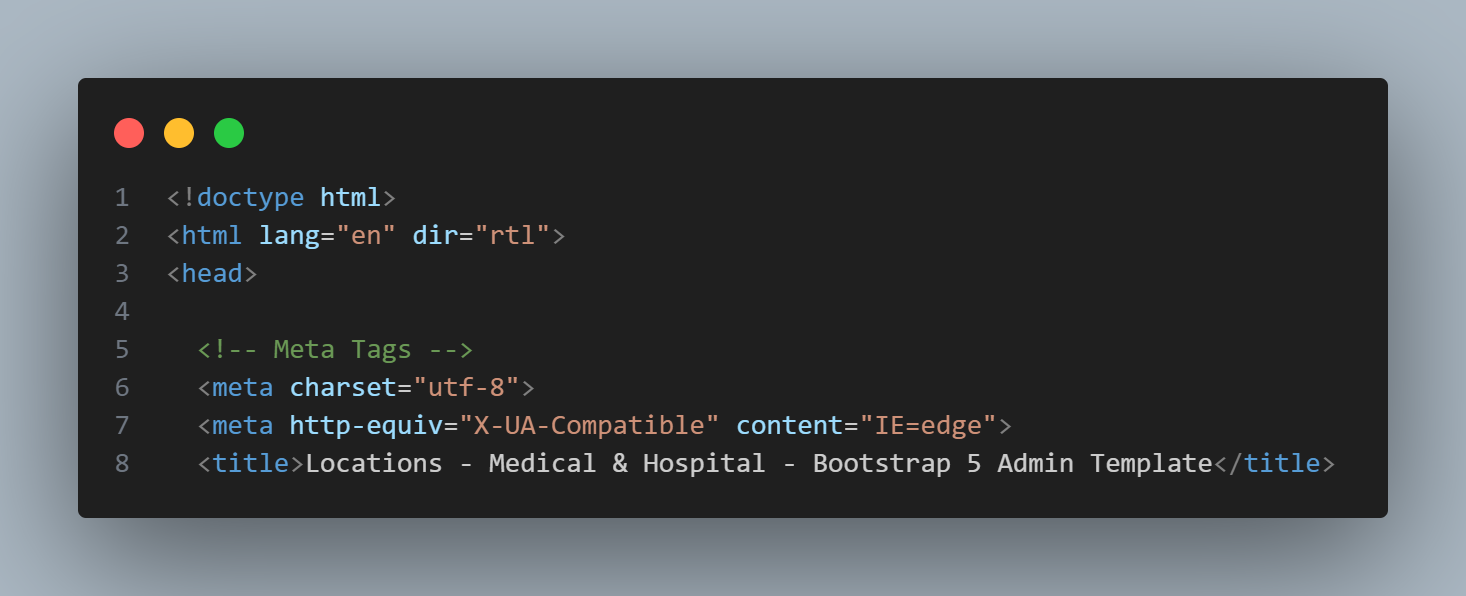 1 <!doctype html>
2 <html lang="en" dir="rtl">
3 <head>
4
5 <!-- Meta Tags -->
6 <meta charset="utf-8">
7 <meta http-equiv="X-UA-Compatible" content="IE=edge">
8 <title>Locations - Medical & Hospital - Bootstrap 5 Admin Template</title>